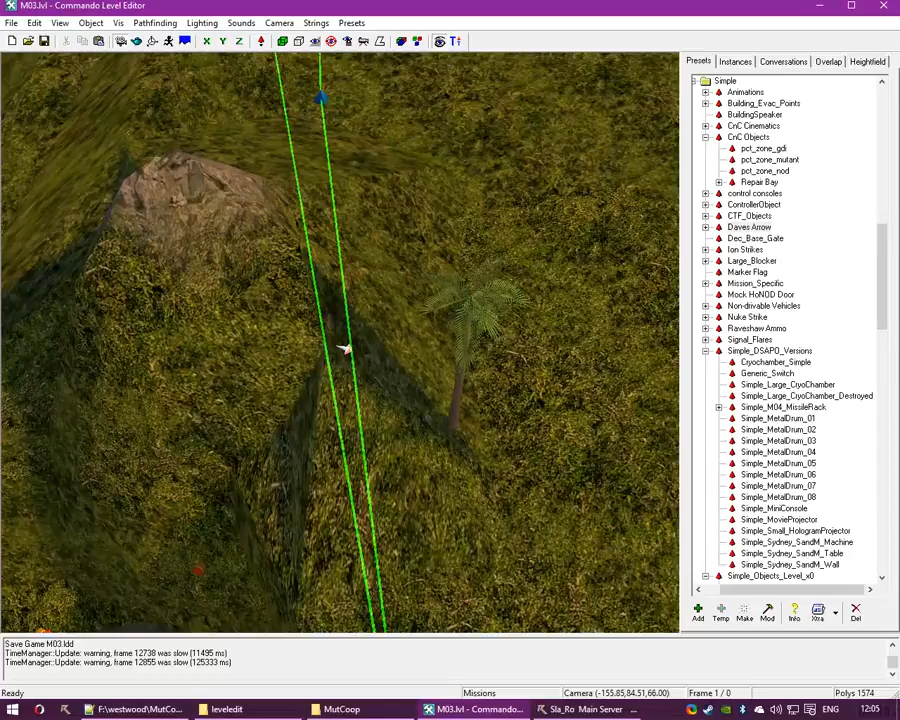 M03.lvl - Commando Level Editor
File Edit View Object Vis Pathfinding Lighting Sounds Camera Strings Presets
X Y Z
Presets Instances Conversations Overlap Heightfield
Simple
Animations
Building_Evac_Points
BuildingSpeaker
CnC Cinematics
CnC Objects
pct_zone_gdi
pct_zone_mutant
pct_zone_nod
Repair Bay
control consoles
ControllerObject
CTF_Objects
Daves Arrow
Dec_Base_Gate
Ion Strikes
Large_Blocker
Marker Flag
Mission_Specific
Mock HoNOD Door
Non-drivable Vehicles
Nuke Strike
Raveshaw Ammo
Signal_Flares
Simple_DSAPO_Versions
Cryochamber_Simple
Generic_Switch
Simple_Large_CryoChamber
Simple_Large_CryoChamber_Destroyed
Simple_M04_MissileRack
Simple_MetalDrum_01
Simple_MetalDrum_02
Simple_MetalDrum_03
Simple_MetalDrum_04
Simple_MetalDrum_05
Simple_MetalDrum_06
Simple_MetalDrum_07
Simple_MetalDrum_08
Simple_MiniConsole
Simple_MovieProjector
Simple_Small_HologramProjector
Simple_Sydney_SandM_Machine
Simple_Sydney_SandM_Table
Simple_Sydney_SandM_Wall
Simple_Objects_Level_x0
Add Temp Make Mod Info Xtra Del
Save Game M03.ldd
TimeManager::Update: warning, frame 12738 was slow (11495 ms)
TimeManager::Update: warning, frame 12855 was slow (125333 ms)
Ready Missions Camera (-155.85,84.51,66.00) Frame 1 / 0 Polys 1574
F:\westwood\MutCo... leveledit MutCoop M03.lvl - Commando... Sla_Ro Main Server ... ENG 12:05